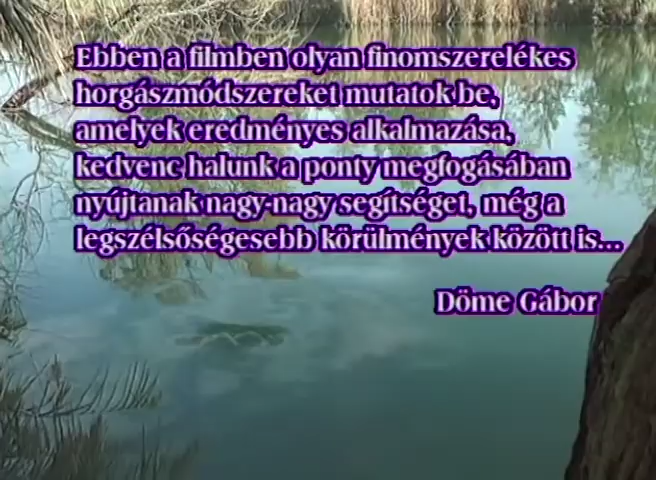 Ebben a filmben olyan finomszerelékes
horgászmódszereket mutatok be,
amelyek eredményes alkalmazása,
kedvenc halunk a ponty megfogásában
nyújtanak nagy-nagy segítséget, még a
legszélsőségesebb körülmények között is...
Döme Gábor